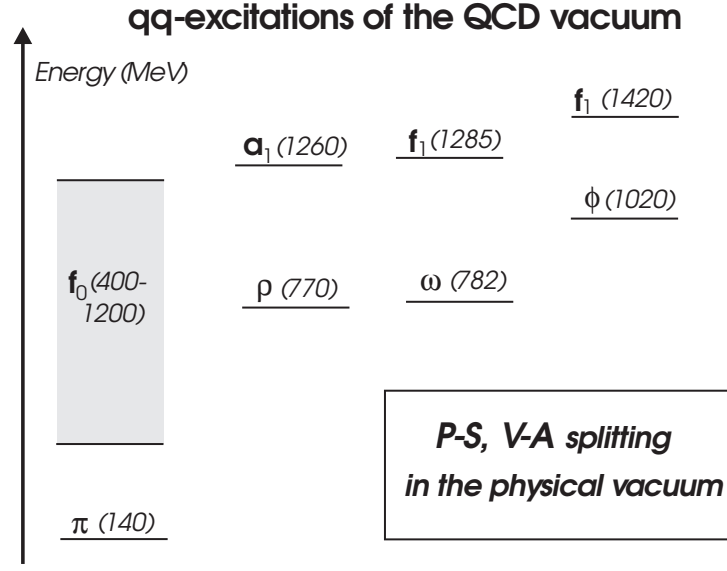 qq-excitations of the QCD vacuum
Energy (MeV)
f1 (1420)
a1 (1260)
f1 (1285)
ϕ (1020)
f0 (400-
1200)
ρ (770)
ω (782)
P-S, V-A splitting
in the physical vacuum
π (140)